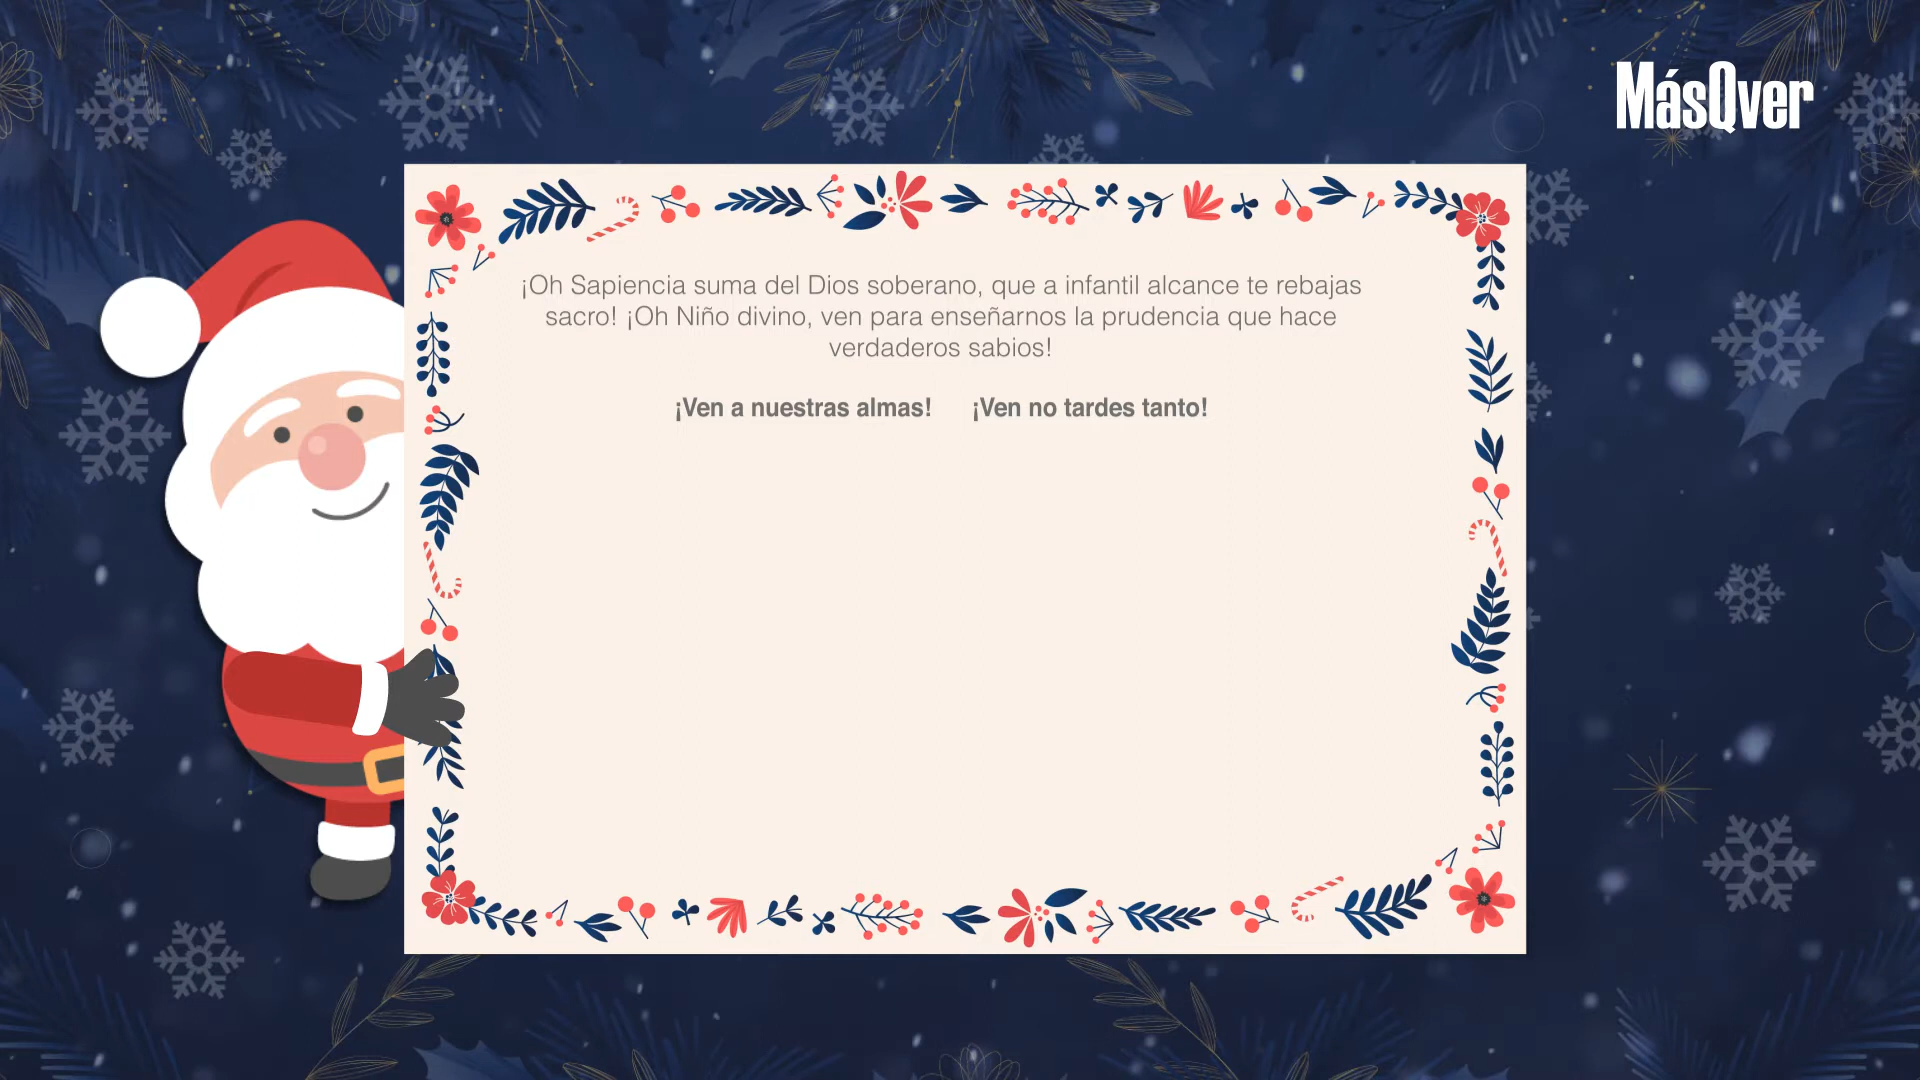 MásQver
¡Oh Sapiencia suma del Dios soberano, que a infantil alcance te rebajas
sacro! ¡Oh Niño divino, ven para enseñarnos la prudencia que hace
verdaderos sabios!
¡Ven a nuestras almas! ¡Ven no tardes tanto!